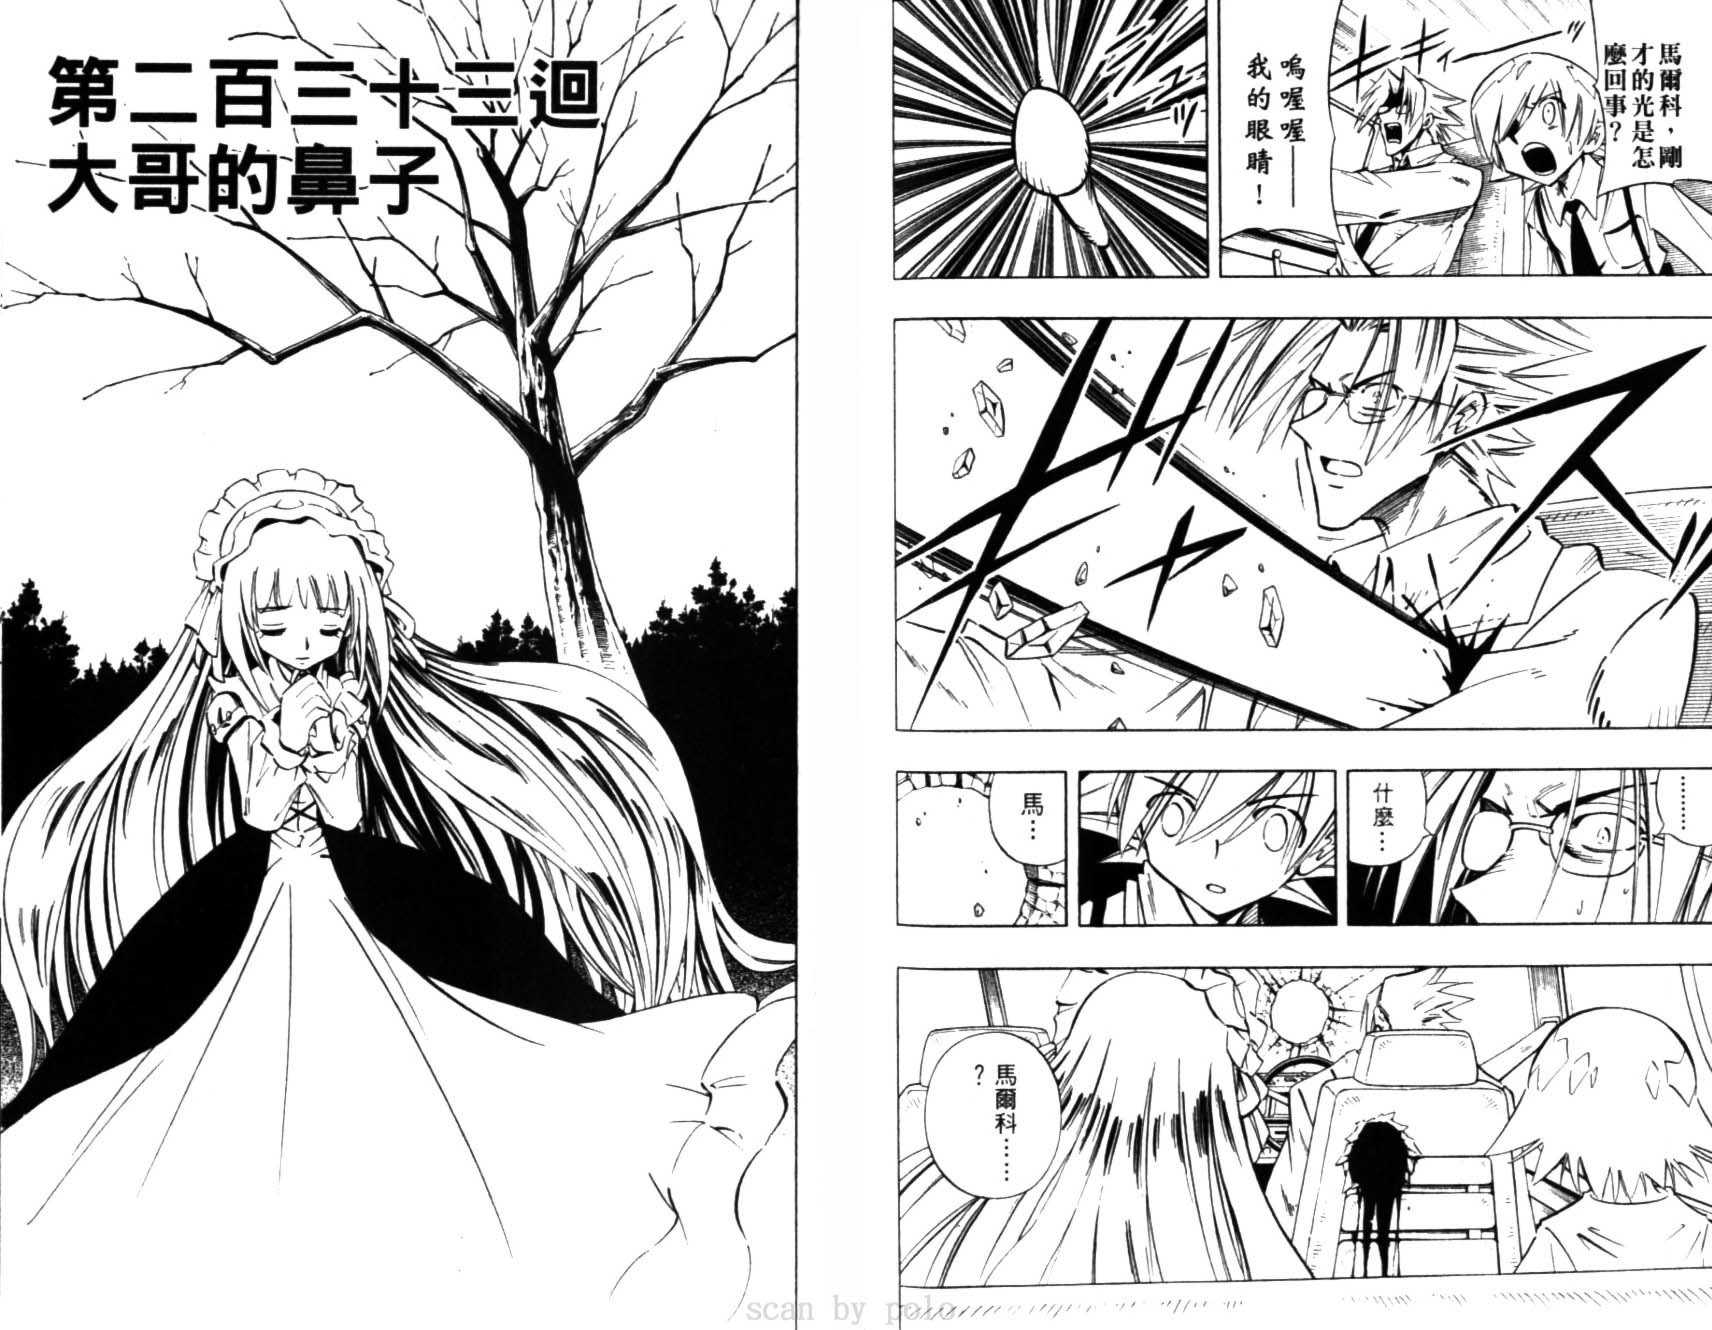 馬爾科，剛
才的光是怎
麼回事？
嗚喔喔——
我的眼睛！
………
什麼…
馬…
馬爾科……
？
第二百三十三迴
大哥的鼻子
scan by polo